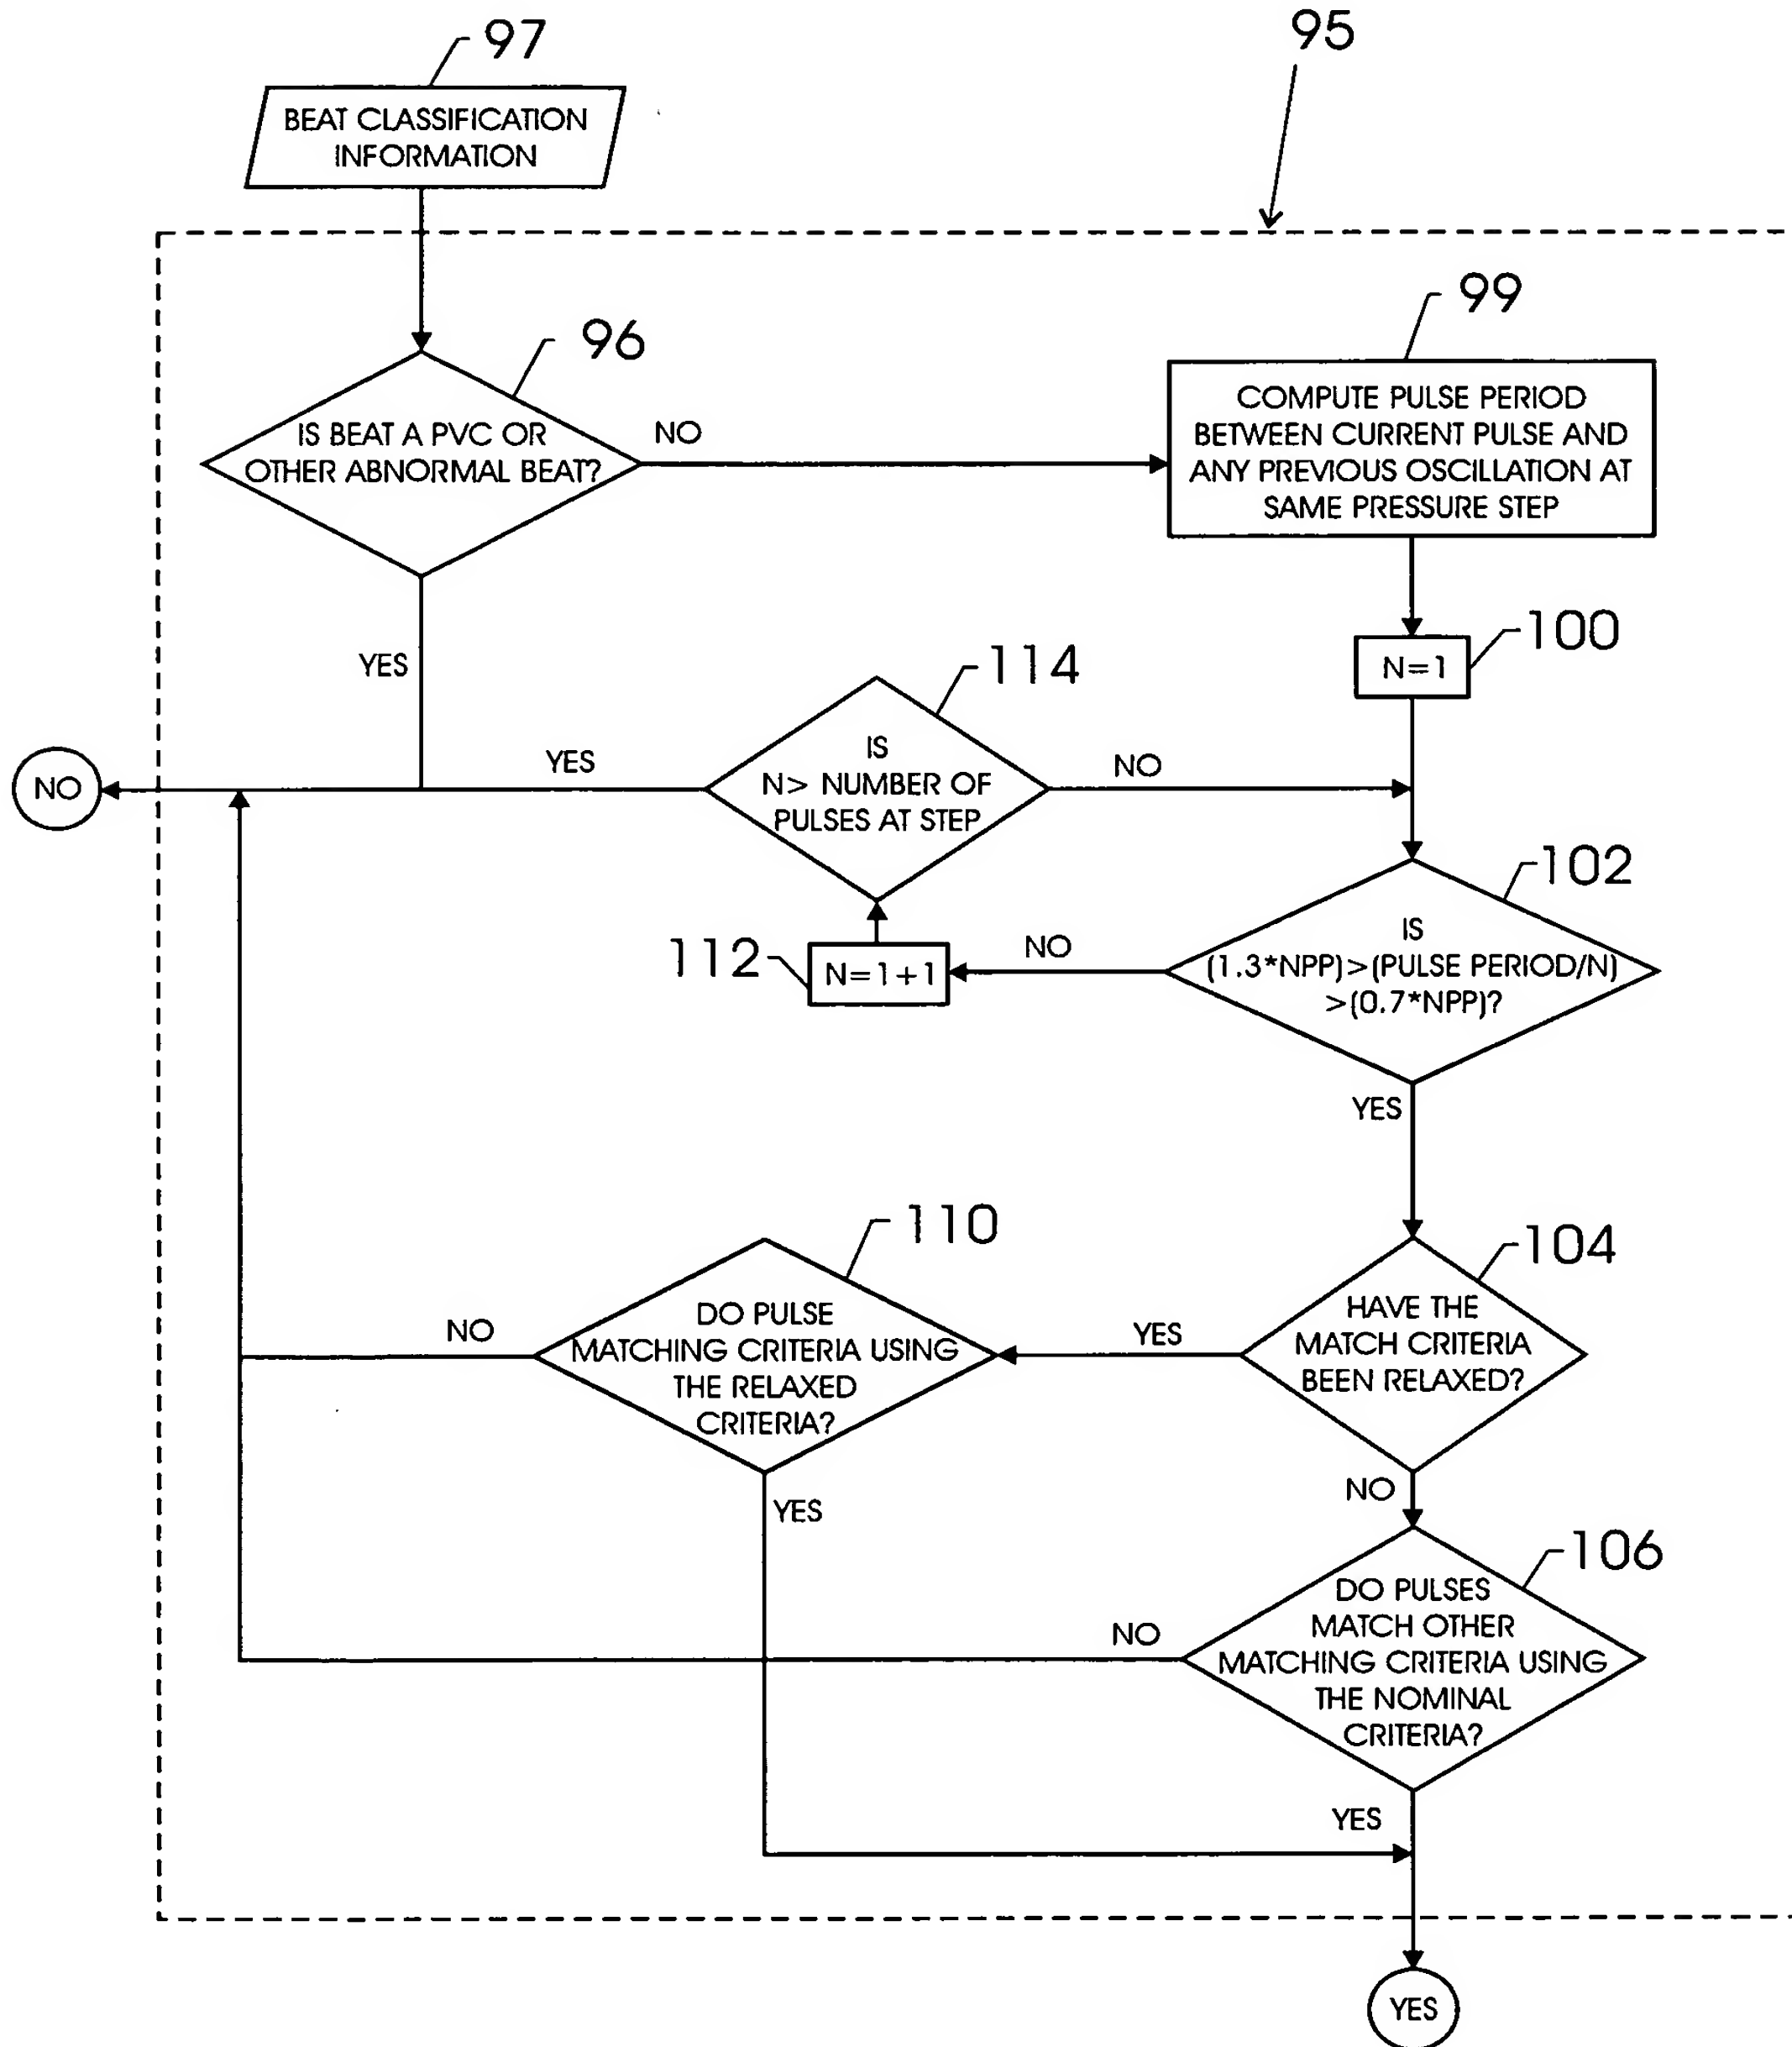 97
95
BEAT CLASSIFICATION
INFORMATION
99
96
COMPUTE PULSE PERIOD
BETWEEN CURRENT PULSE AND
ANY PREVIOUS OSCILLATION AT
SAME PRESSURE STEP
IS BEAT A PVC OR
OTHER ABNORMAL BEAT?
NO
100
N=1
YES
114
IS
N> NUMBER OF
PULSES AT STEP
YES
NO
NO
102
IS
(1.3*NPP)>(PULSE PERIOD/N)
>(0.7*NPP)?
NO
112
N=1+1
YES
110
104
DO PULSE
MATCHING CRITERIA USING
THE RELAXED
CRITERIA?
HAVE THE
MATCH CRITERIA
BEEN RELAXED?
NO
YES
YES
NO
106
DO PULSES
MATCH OTHER
MATCHING CRITERIA USING
THE NOMINAL
CRITERIA?
NO
YES
YES